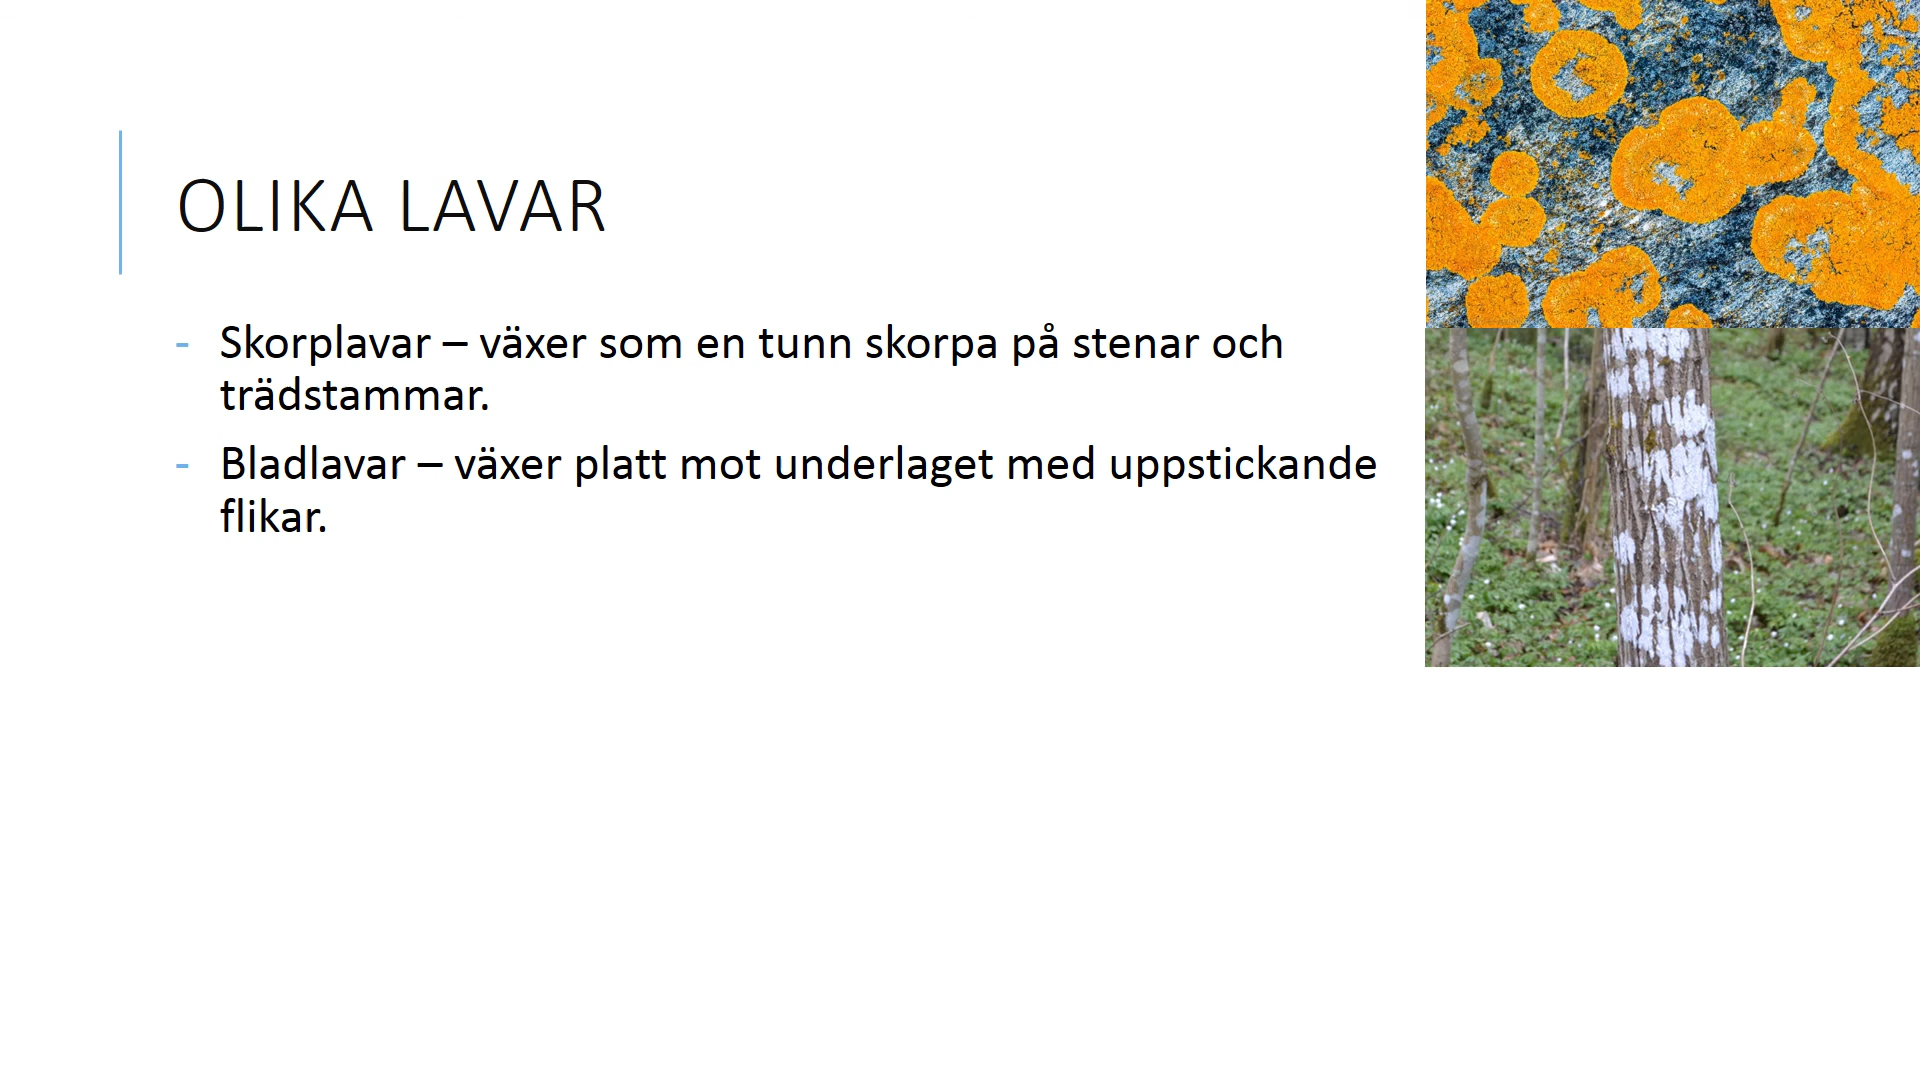 OLIKA LAVAR
- Skorplavar – växer som en tunn skorpa på stenar och
trädstammar.
- Bladlavar – växer platt mot underlaget med uppstickande
flikar.